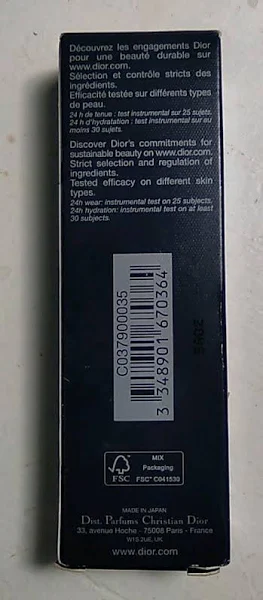 Découvrez les engagements Dior
pour une beauté durable sur
www.dior.com.
Sélection et contrôle stricts des
ingrédients.
Efficacité testée sur différents types
de peau.
24 h de tenue : test instrumental sur 25 sujets.
24 h d'hydratation : test instrumental sur au
moins 30 sujets.
Discover Dior's commitments for
sustainable beauty on www.dior.com.
Strict selection and regulation of
ingredients.
Tested efficacy on different skin
types.
24h wear: instrumental test on 25 subjects.
24h hydration: instrumental test on at least
30 subjects.
C037900035
3 348901 670364
FSC
MIX
Packaging
FSC® C041530
MADE IN JAPAN
Dist. Parfums Christian Dior
33, avenue Hoche - 75008 Paris - France
W1S 2UE, UK
www.dior.com